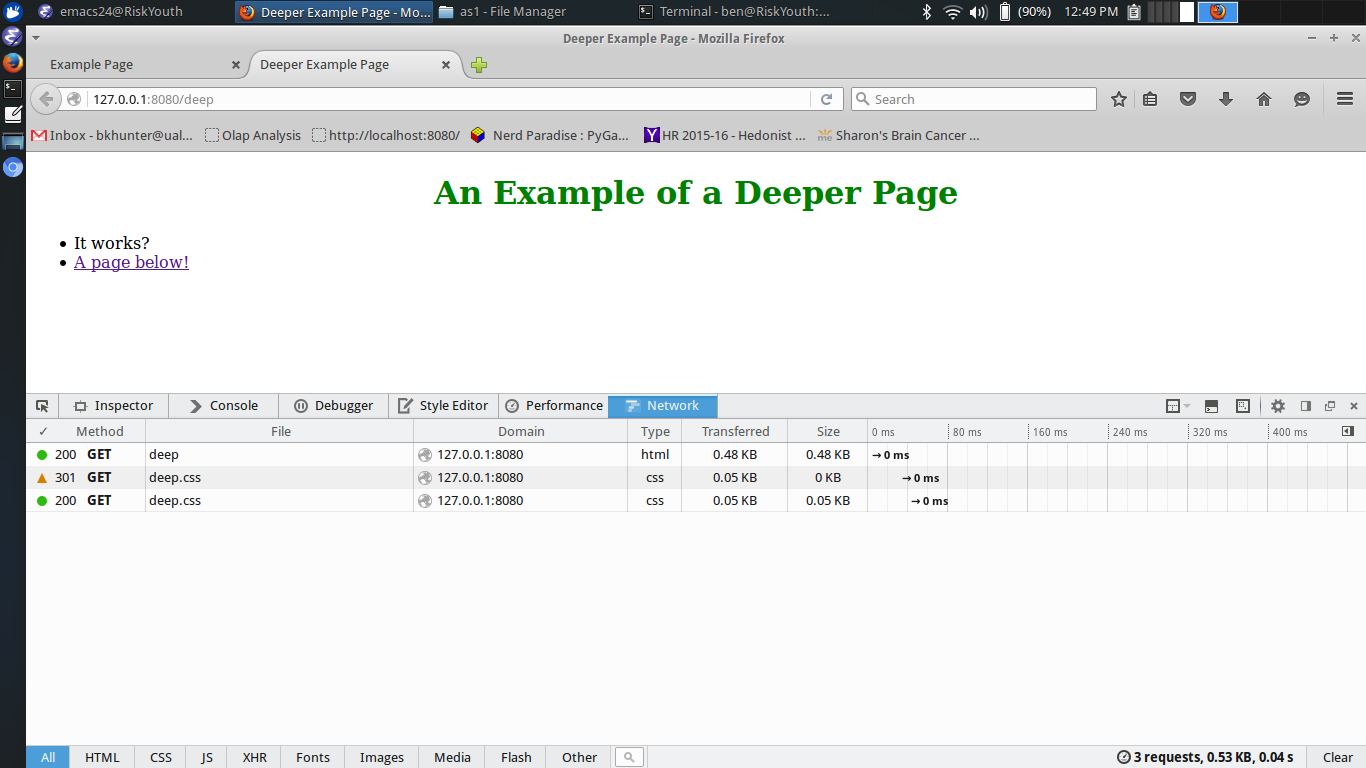 emacs24@RiskYouth Deeper Example Page - Mo... as1 - File Manager Terminal - ben@RiskYouth:... (90%) 12:49 PM
Deeper Example Page - Mozilla Firefox
Example Page Deeper Example Page
127.0.0.1:8080/deep Search
Inbox - bkhunter@ual... Olap Analysis http://localhost:8080/ Nerd Paradise : PyGa... HR 2015-16 - Hedonist ... Sharon's Brain Cancer ...
An Example of a Deeper Page
It works?
A page below!
Inspector Console Debugger Style Editor Performance Network
✓ Method File Domain Type Transferred Size 0 ms 80 ms 160 ms 240 ms 320 ms 400 ms
200 GET deep 127.0.0.1:8080 html 0.48 KB 0.48 KB → 0 ms
301 GET deep.css 127.0.0.1:8080 css 0.05 KB 0 KB → 0 ms
200 GET deep.css 127.0.0.1:8080 css 0.05 KB 0.05 KB → 0 ms
All HTML CSS JS XHR Fonts Images Media Flash Other 3 requests, 0.53 KB, 0.04 s Clear